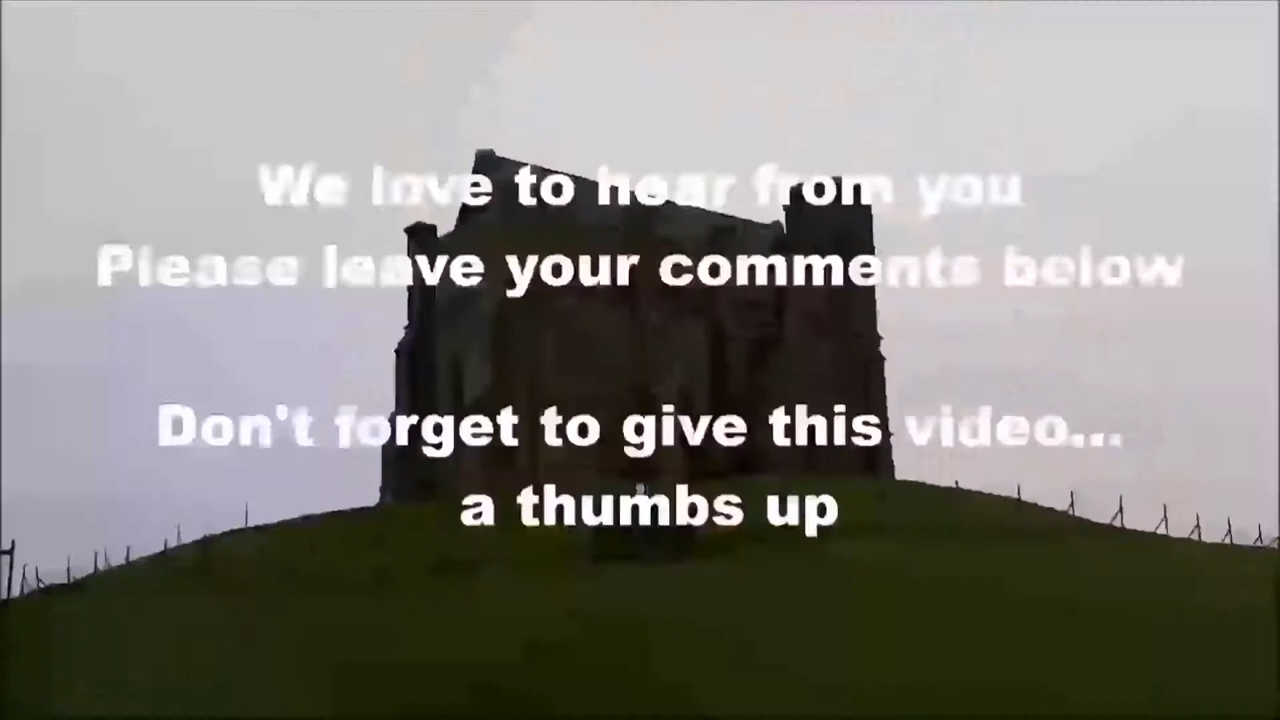 We love to hear from you
Please leave your comments below
Don't forget to give this video...
a thumbs up